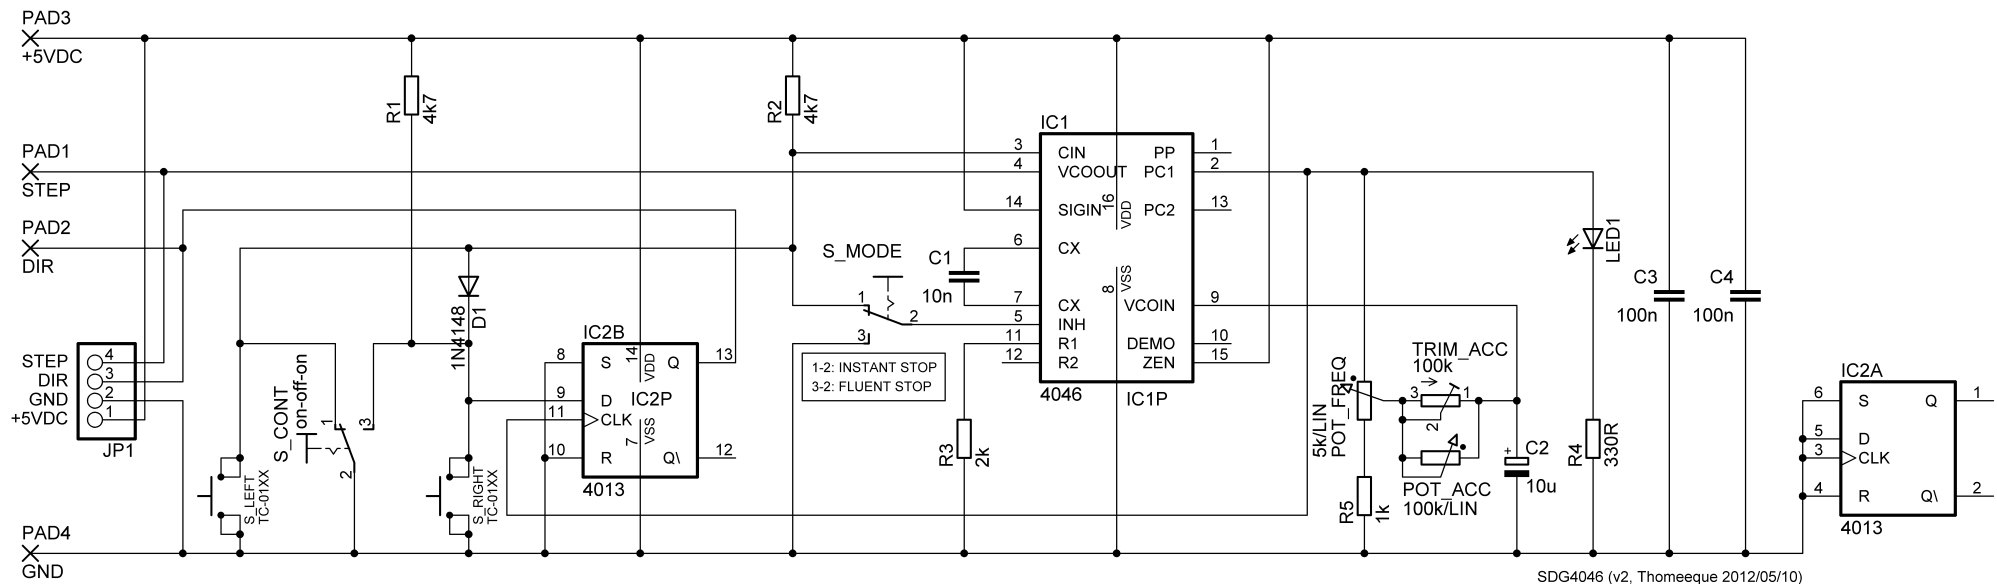 PAD3
+5VDC
PAD1
STEP
PAD2
DIR
STEP 4
DIR 3
GND 2
+5VDC 1
JP1
PAD4
GND
S_LEFT
TC-01XX
S_CONT
on-off-on
1
3
2
R1
4k7
1N4148
D1
S_RIGHT
TC-01XX
IC2B
8 S
9 D
11 CLK
10 R
Q 13
Q\ 12
14
VDD
IC2P
7
VSS
4013
R2
4k7
S_MODE
1
2
3
1-2: INSTANT STOP
3-2: FLUENT STOP
C1
10n
R3
2k
IC1
3 CIN
4 VCOOUT
14 SIGIN
6 CX
7 CX
5 INH
11 R1
12 R2
PP 1
PC1 2
PC2 13
VCOIN 9
DEMO 10
ZEN 15
16
VDD
8
VSS
4046
IC1P
5k/LIN
POT_FREQ
R5
1k
TRIM_ACC
100k
3
1
2
POT_ACC
100k/LIN
+
C2
10u
LED1
R4
330R
C3
100n
C4
100n
IC2A
6 S
5 D
3 CLK
4 R
Q 1
Q\ 2
4013
SDG4046 (v2, Thomeeque 2012/05/10)